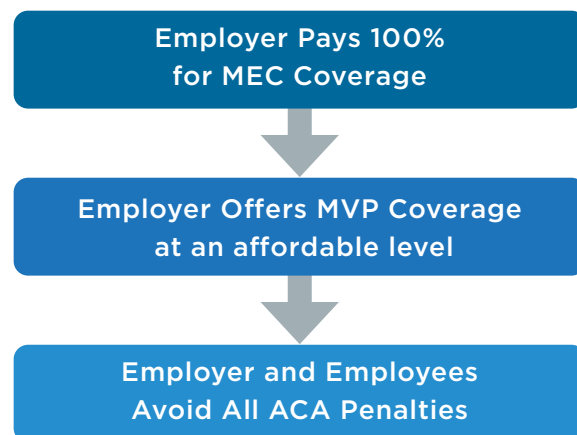 Employer Pays 100%
for MEC Coverage
Employer Offers MVP Coverage
at an affordable level
Employer and Employees
Avoid All ACA Penalties